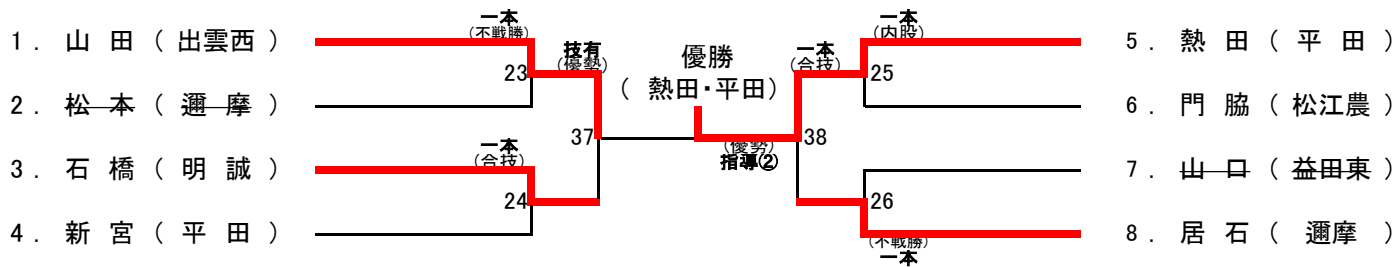 1. 山田(出雲西)
2. 松本(邇摩)
3. 石橋(明誠)
4. 新宮(平田)
一本
(不戦勝)
23
技有
(優勢)
37
一本
(合技)
24
優勝
(熱田・平田)
(優勢)
指導②
一本
(合技)
38
一本
(内股)
25
26
(不戦勝)
一本
5. 熱田(平田)
6. 門脇(松江農)
7. 山口(益田東)
8. 居石(邇摩)